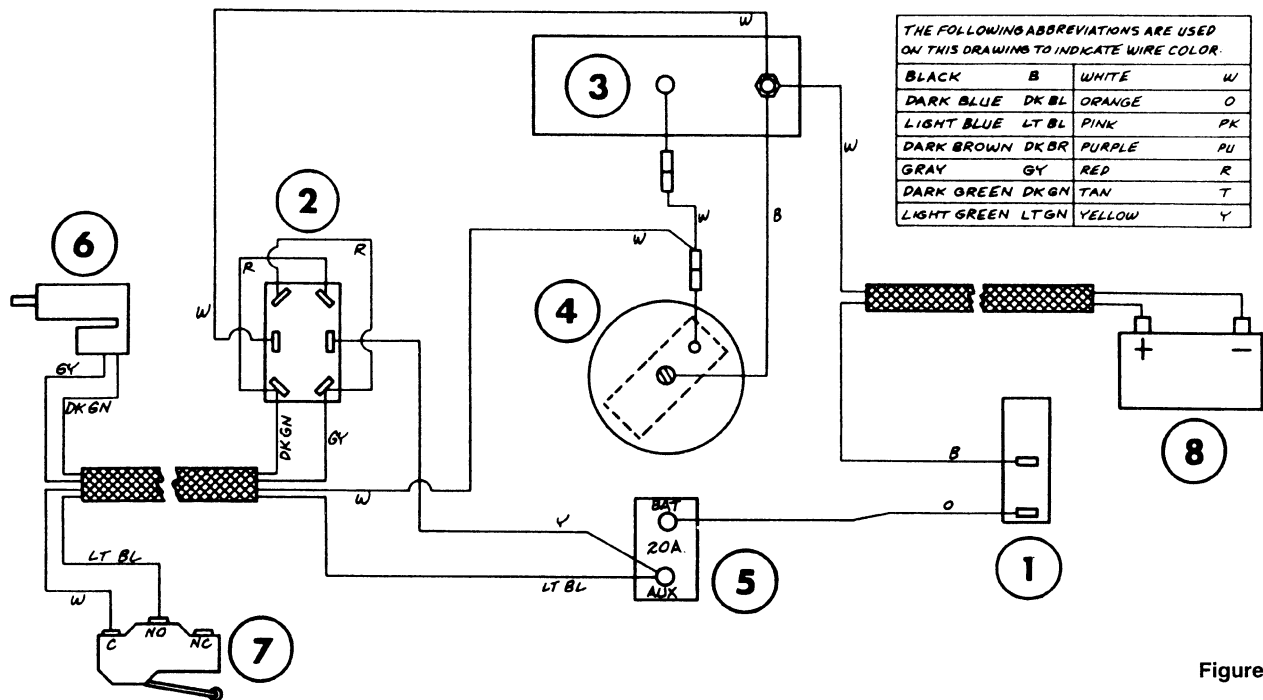 THE FOLLOWING ABBREVIATIONS ARE USED
ON THIS DRAWING TO INDICATE WIRE COLOR.
BLACK B WHITE W
DARK BLUE DK BL ORANGE O
LIGHT BLUE LT BL PINK PK
DARK BROWN DK BR PURPLE PU
GRAY GY RED R
DARK GREEN DK GN TAN T
LIGHT GREEN LT GN YELLOW Y
W
3
W
2
B
W
6
W
R
R
4
W
+ −
GY
DK GN
DK GN
GY
8
B
W
BAT
O
Y
20A.
LT BL
LT BL
AUX
5
1
W
C
NO
NC
7
Figure